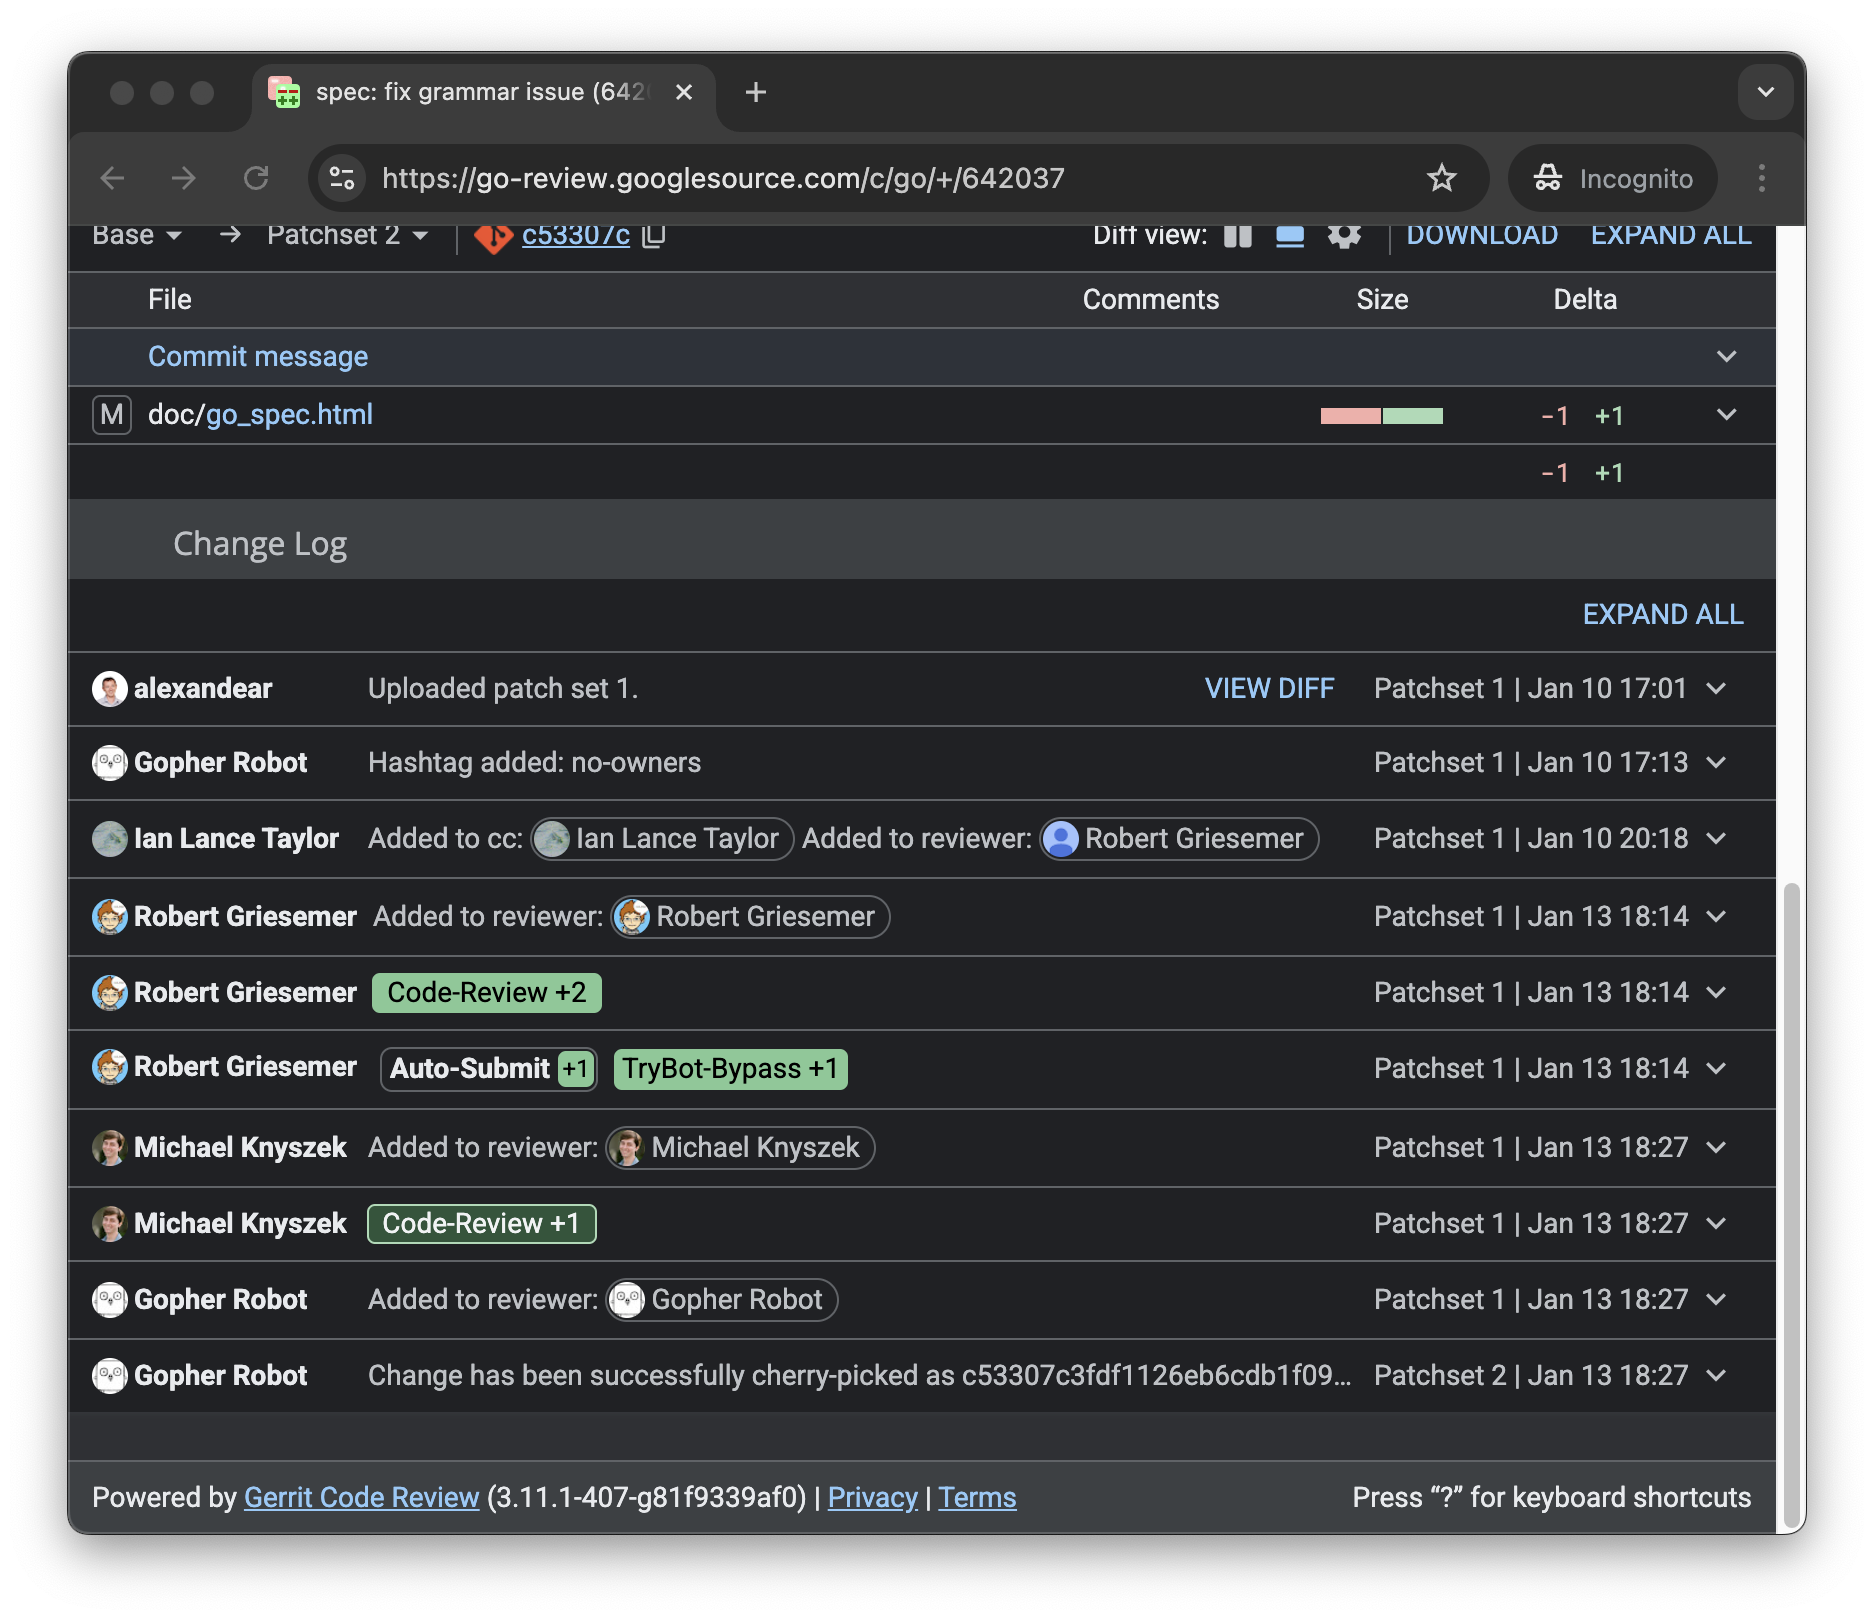 spec: fix grammar issue (642
https://go-review.googlesource.com/c/go/+/642037
Incognito
Base → Patchset 2 | c53307c Diff view: | DOWNLOAD EXPAND ALL
File Comments Size Delta
Commit message
M doc/go_spec.html −1 +1
−1 +1
Change Log
EXPAND ALL
alexandear Uploaded patch set 1. VIEW DIFF Patchset 1 | Jan 10 17:01
Gopher Robot Hashtag added: no-owners Patchset 1 | Jan 10 17:13
Ian Lance Taylor Added to cc: Ian Lance Taylor Added to reviewer: Robert Griesemer Patchset 1 | Jan 10 20:18
Robert Griesemer Added to reviewer: Robert Griesemer Patchset 1 | Jan 13 18:14
Robert Griesemer Code-Review +2 Patchset 1 | Jan 13 18:14
Robert Griesemer Auto-Submit +1 TryBot-Bypass +1 Patchset 1 | Jan 13 18:14
Michael Knyszek Added to reviewer: Michael Knyszek Patchset 1 | Jan 13 18:27
Michael Knyszek Code-Review +1 Patchset 1 | Jan 13 18:27
Gopher Robot Added to reviewer: Gopher Robot Patchset 1 | Jan 13 18:27
Gopher Robot Change has been successfully cherry-picked as c53307c3fdf1126eb6cdb1f09... Patchset 2 | Jan 13 18:27
Powered by Gerrit Code Review (3.11.1-407-g81f9339af0) | Privacy | Terms Press “?” for keyboard shortcuts